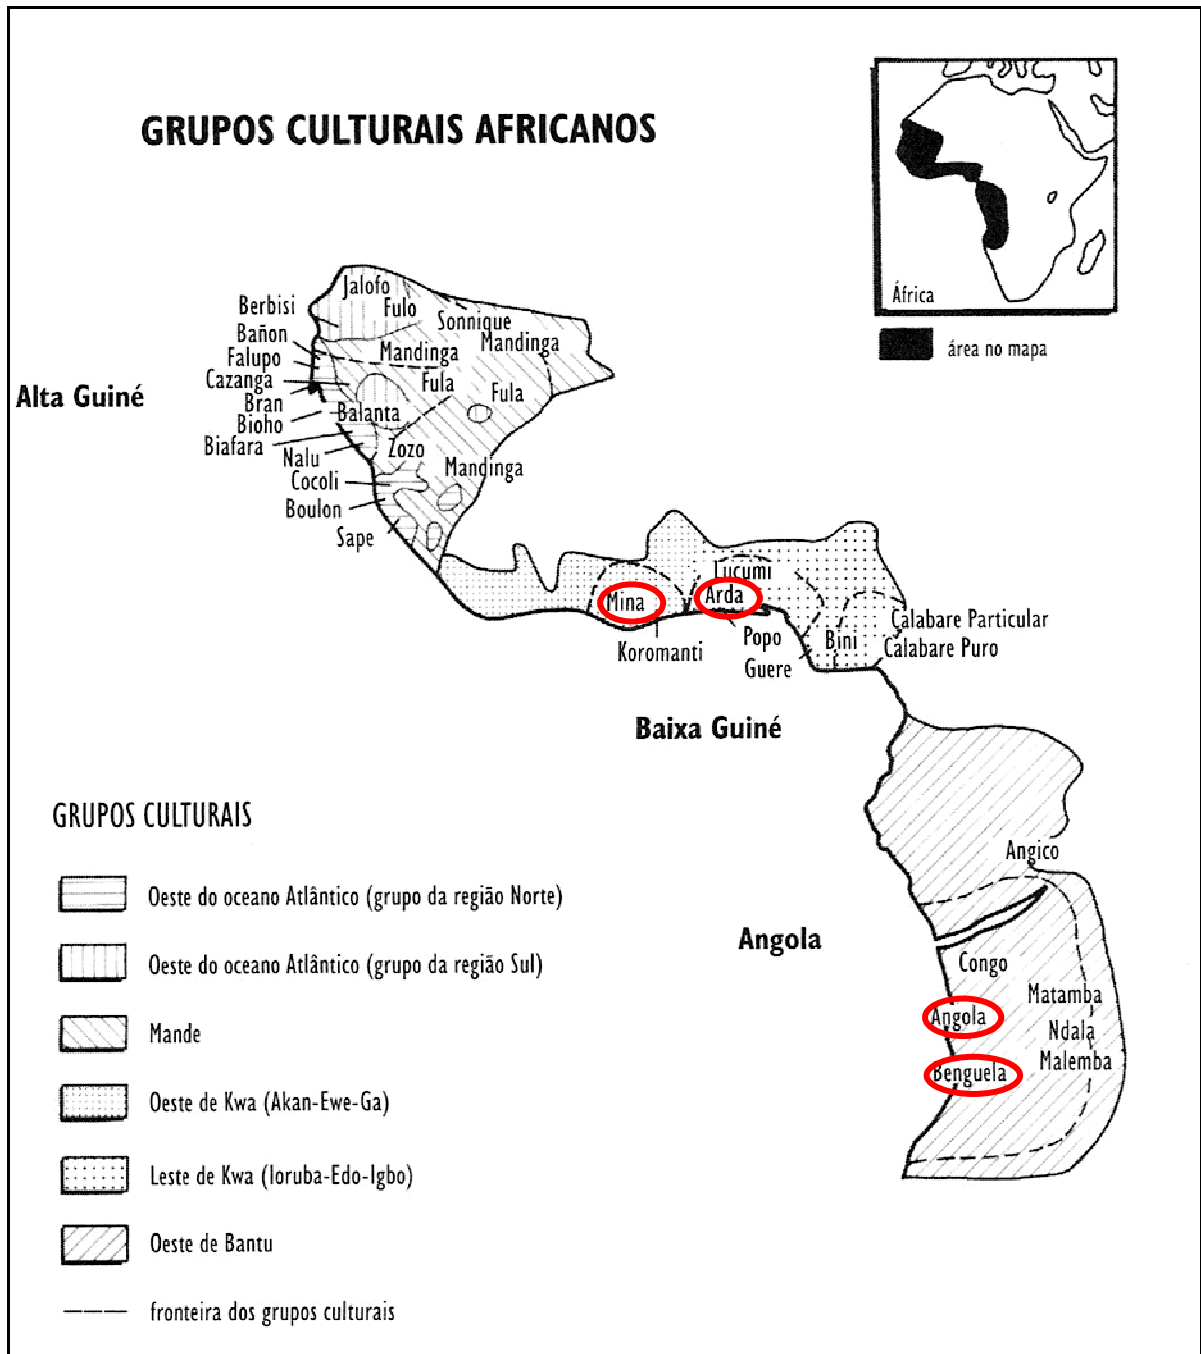 GRUPOS CULTURAIS AFRICANOS
África
área no mapa
Alta Guiné
Jalofo
Berbisi
Fulo
Sonnique
Bañon
Mandinga
Mandinga
Falupo
Cazanga
Fula
Fula
Bran
Balanta
Bioho
Biafara
Zozo
Nalu
Mandinga
Cocoli
Boulon
Sape
Lucumi
Mina
Arda
Calabare Particular
Koromanti
Popo
Bini
Calabare Puro
Guere
Baixa Guiné
Angico
Angola
Congo
Matamba
Angola
Ndala
Malemba
Benguela
GRUPOS CULTURAIS
Oeste do oceano Atlântico (grupo da região Norte)
Oeste do oceano Atlântico (grupo da região Sul)
Mande
Oeste de Kwa (Akan-Ewe-Ga)
Leste de Kwa (Ioruba-Edo-Igbo)
Oeste de Bantu
fronteira dos grupos culturais